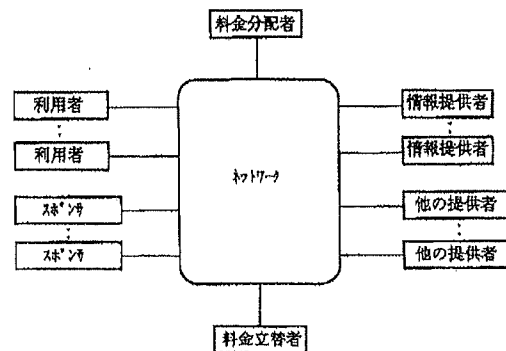 料金分配者
利用者
情報提供者
利用者
情報提供者
ネットワーク
スポンサ
他の提供者
スポンサ
他の提供者
料金立替者